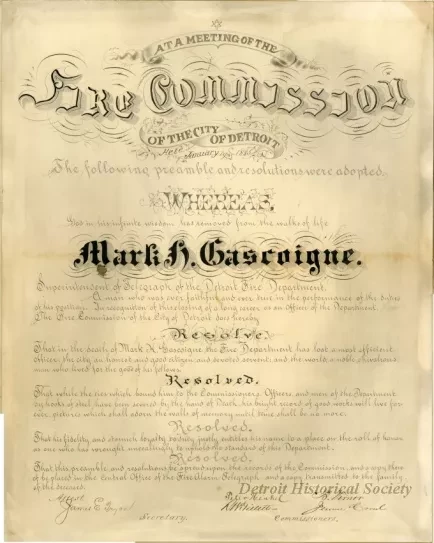 AT A MEETING OF THE
FIRE COMMISSION
OF THE CITY OF DETROIT
Held January
The following preamble and resolutions were adopted.
WHEREAS,
God in his infinite wisdom has removed from the walks of life
Mark H. Gascoigne.
Superintendent of Telegraph of the Detroit Fire Department.
A man who was ever faithful and ever true in the performance of the duties
of his position. In recognition of the closing of a long career as an Officer of the Department
The Fire Commission of the City of Detroit does hereby
Resolve:
That in the death of Mark H. Gascoigne the Fire Department has lost a most efficient
officer, the city an honest and good citizen and devoted servant, and the world a noble chivalrous
man who lived for the good of his fellows.
Resolved.
That while the ties which bound him to the Commissioners, Officers, and men of the Department
by hooks of steel have been severed by the hand of Death, his bright record of good works will live for-
ever, pictures which shall adorn the walls of memory until time shall be no more.
Resolved.
That his fidelity and staunch loyalty to duty justly entitles his name to a place on the roll of honor
as one who has wrought unceasingly to uphold the standard of this Department.
Resolved.
That this preamble and resolutions be spread upon the records of the Commission, and a copy thereof
be placed in the Central Office of the Fire Alarm Telegraph and a copy transmitted to the family
of the deceased.
Attest
James E.
Secretary.
Commissioners.
Detroit Historical Society